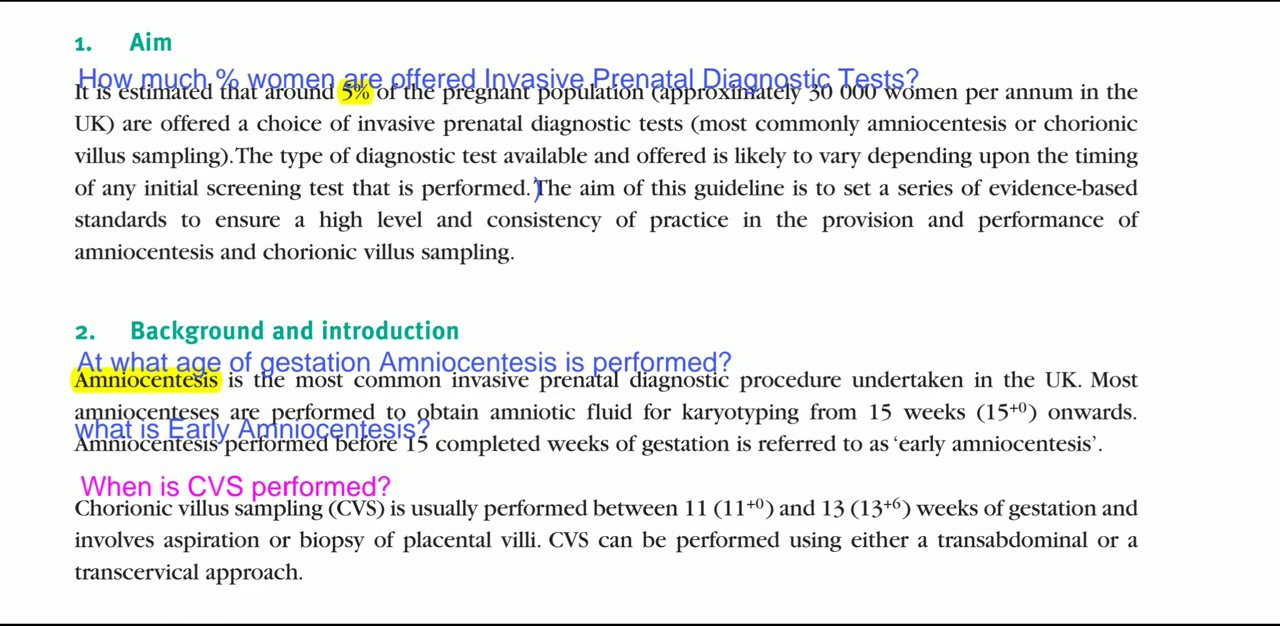 1. Aim
How much % women are offered Invasive Prenatal Diagnostic Tests?
It is estimated that around 5% of the pregnant population (approximately 30 000 women per annum in the
UK) are offered a choice of invasive prenatal diagnostic tests (most commonly amniocentesis or chorionic
villus sampling).The type of diagnostic test available and offered is likely to vary depending upon the timing
of any initial screening test that is performed. The aim of this guideline is to set a series of evidence-based
standards to ensure a high level and consistency of practice in the provision and performance of
amniocentesis and chorionic villus sampling.
2. Background and introduction
At what age of gestation Amniocentesis is performed?
Amniocentesis is the most common invasive prenatal diagnostic procedure undertaken in the UK. Most
amniocenteses are performed to obtain amniotic fluid for karyotyping from 15 weeks (15⁺⁰) onwards.
what is Early Amniocentesis?
Amniocentesis performed before 15 completed weeks of gestation is referred to as ‘early amniocentesis’.
When is CVS performed?
Chorionic villus sampling (CVS) is usually performed between 11 (11⁺⁰) and 13 (13⁺⁶) weeks of gestation and
involves aspiration or biopsy of placental villi. CVS can be performed using either a transabdominal or a
transcervical approach.